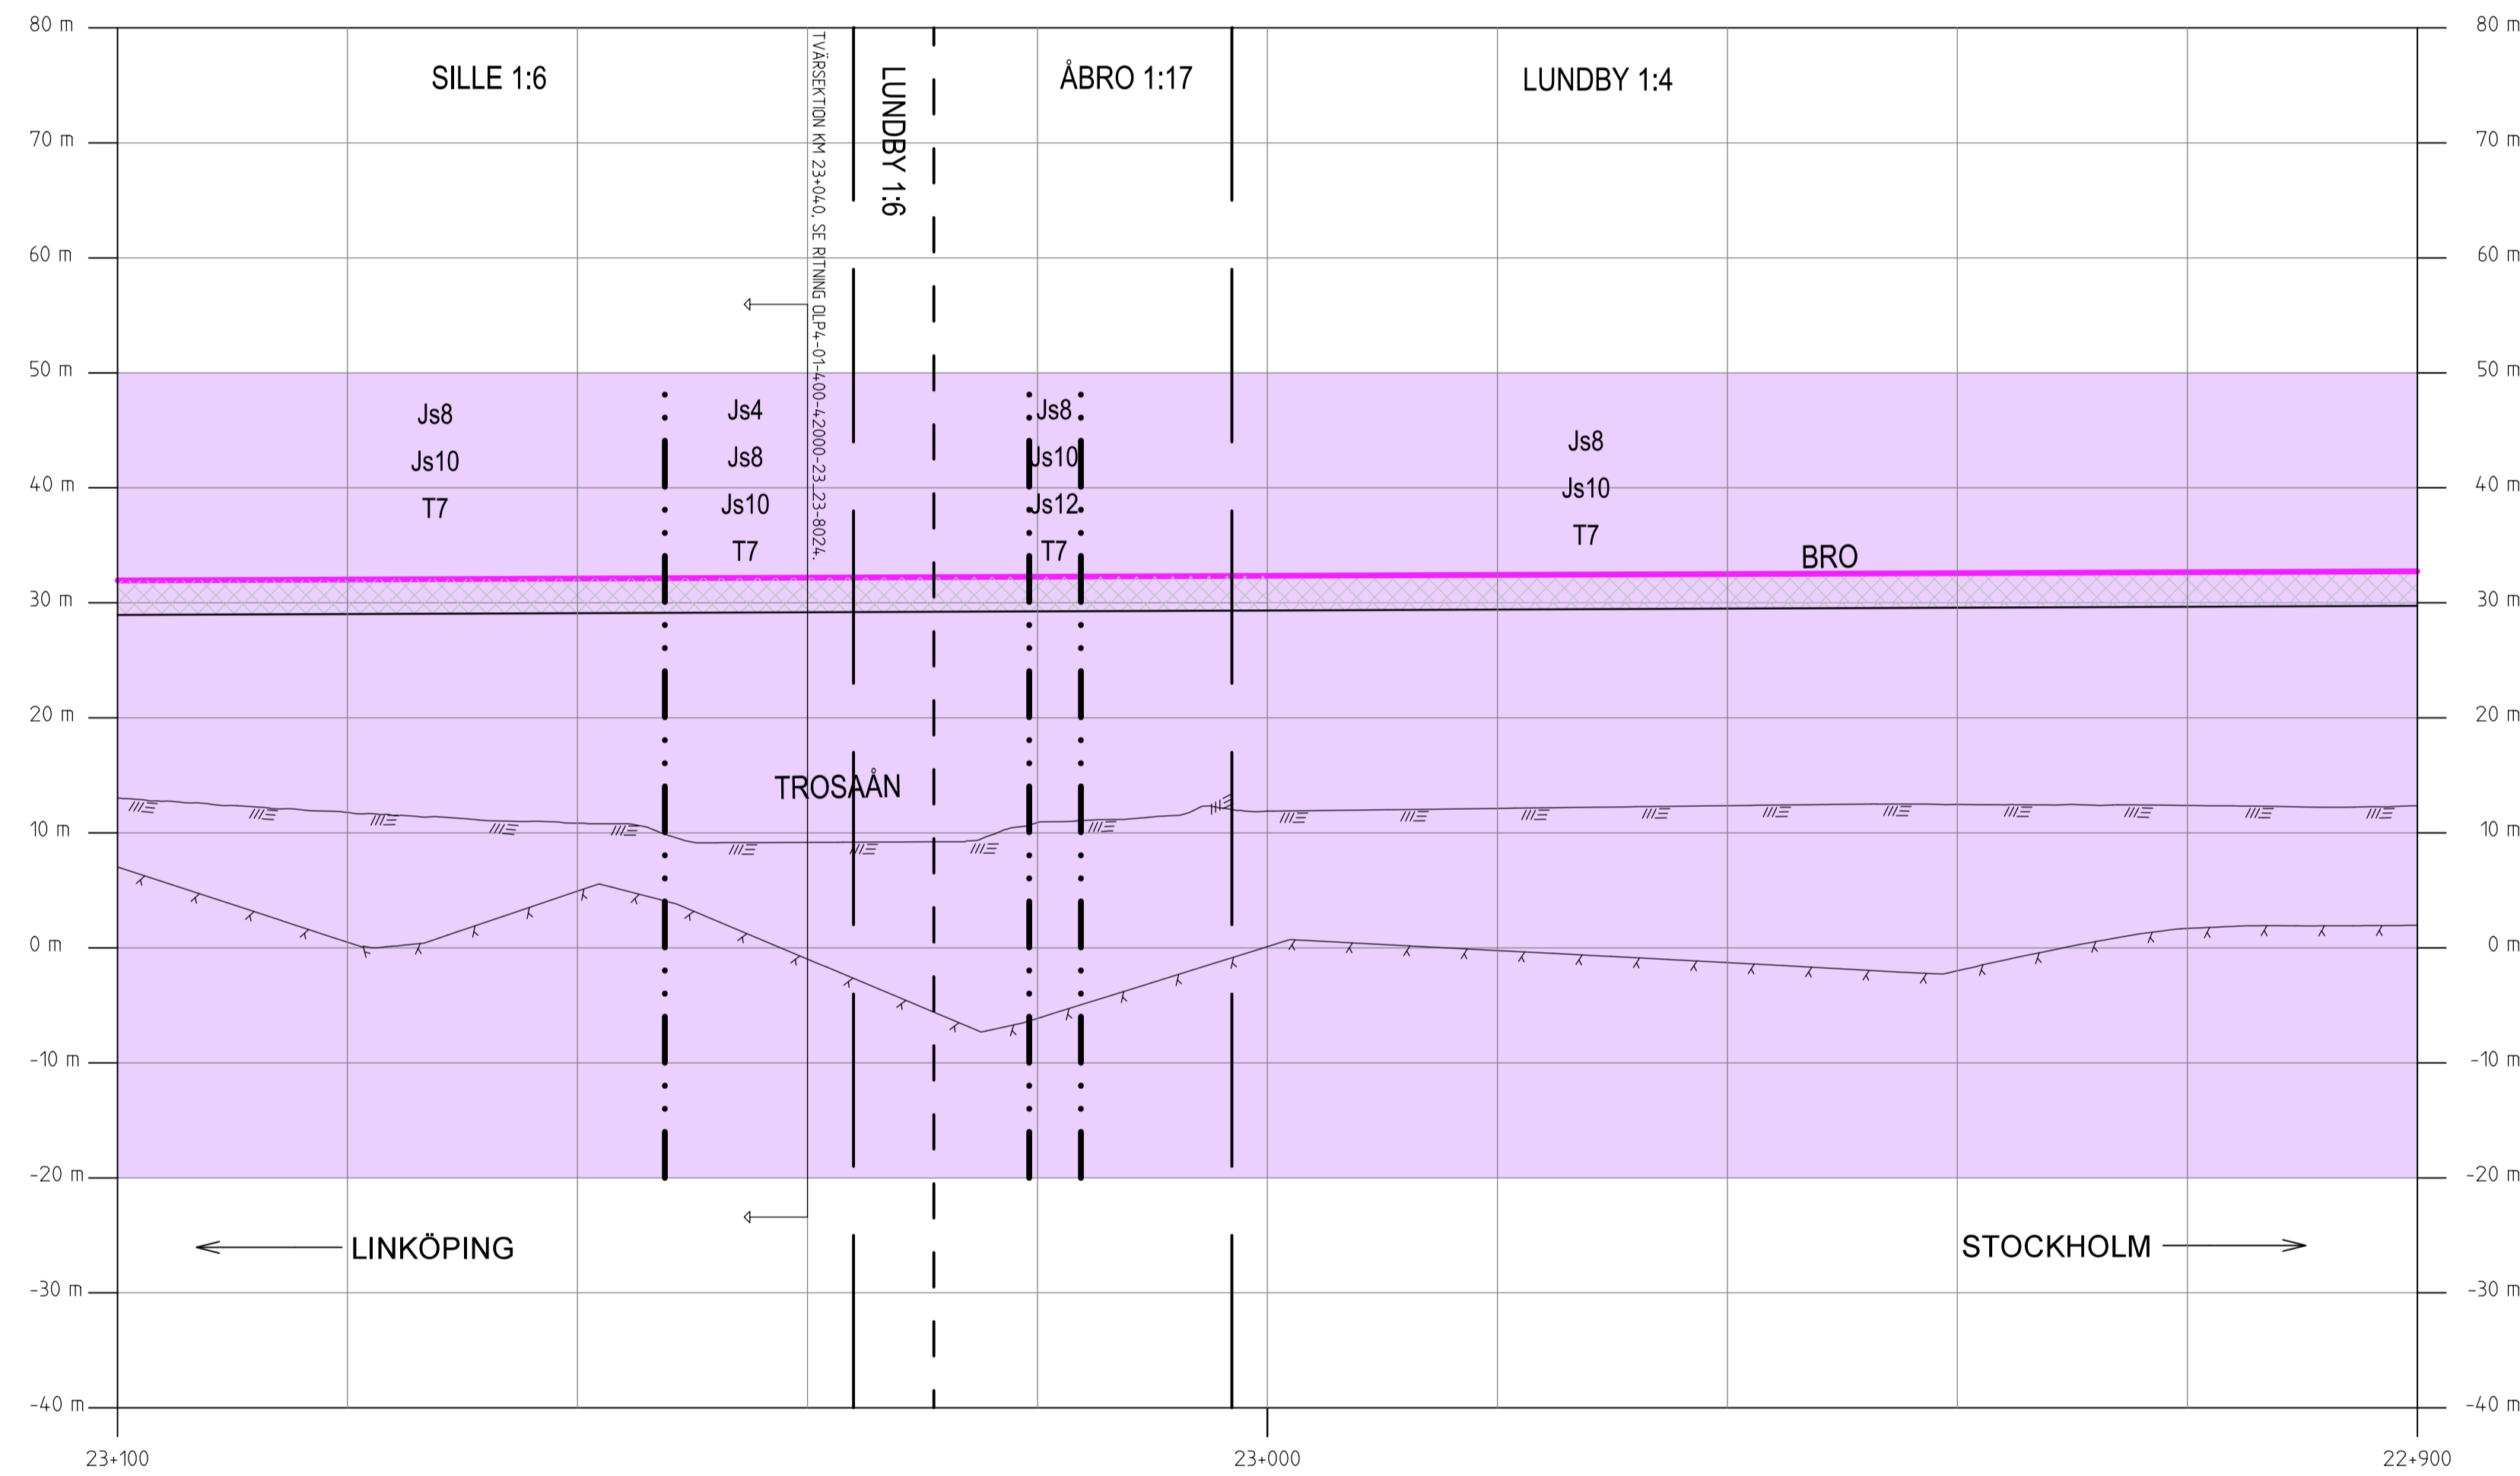 80 m
80 m
SILLE 1:6
LUNDBY 1:6
ÅBRO 1:17
LUNDBY 1:4
TVÄRSEKTION KM 23+040, SE RITNING OLP4-01-400-42000-23_23-8024.
70 m
70 m
60 m
60 m
50 m
50 m
Js8
Js10
T7
Js4
Js8
Js10
T7
Js8
Js10
Js12
T7
Js8
Js10
T7
40 m
40 m
BRO
30 m
30 m
20 m
20 m
TROSAÅN
10 m
10 m
0 m
0 m
-10 m
-10 m
-20 m
-20 m
LINKÖPING
STOCKHOLM
-30 m
-30 m
-40 m
-40 m
23+100
23+000
22+900